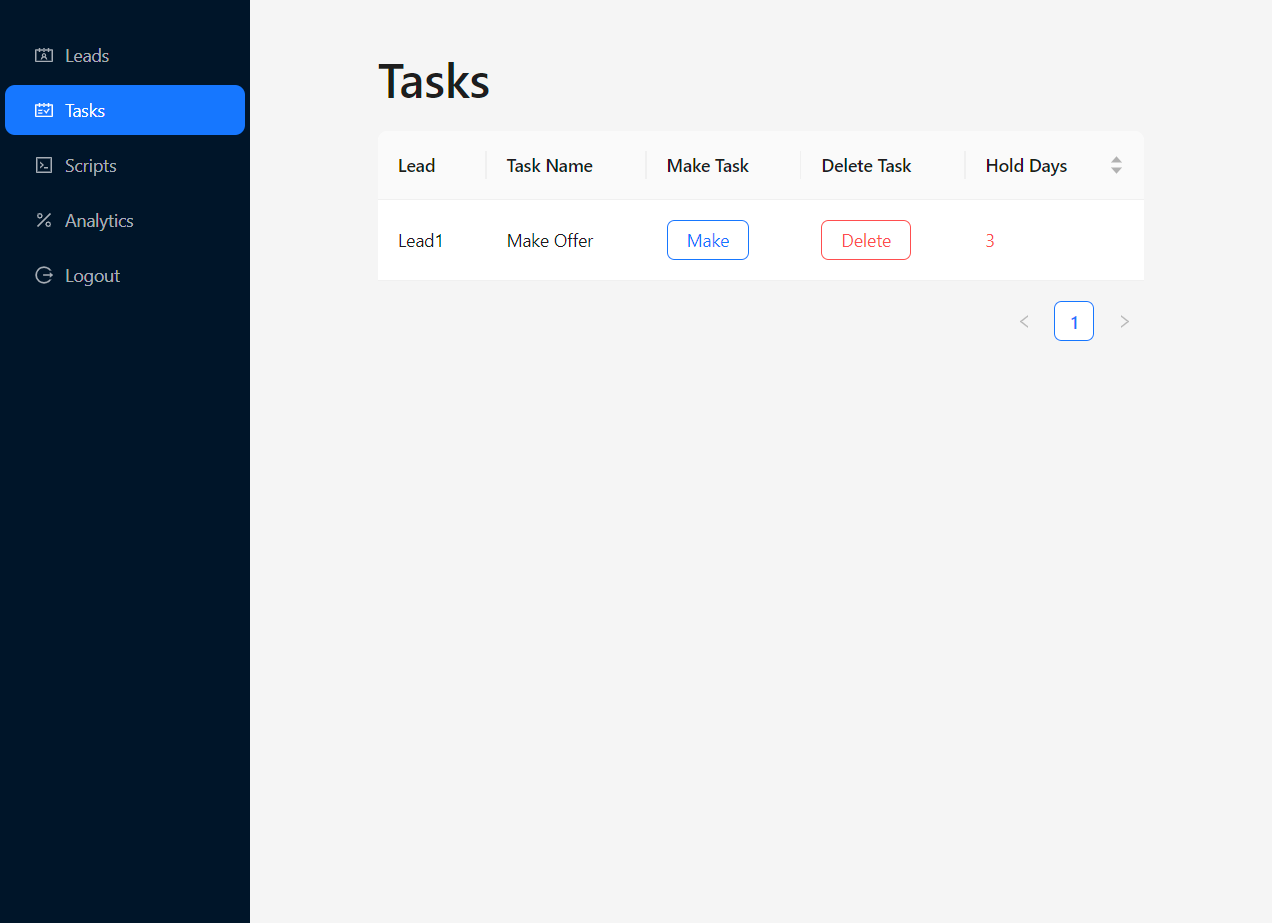 Leads
Tasks
Scripts
Analytics
Logout
Tasks
Lead Task Name Make Task Delete Task Hold Days
Lead1 Make Offer Make Delete 3
1